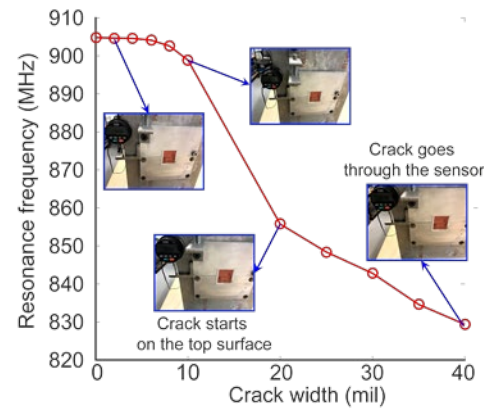 910
900
890
880
870
860
850
840
830
820
Resonance frequency (MHz)
Crack goes
through the sensor
Crack starts
on the top surface
0
10
20
30
40
Crack width (mil)